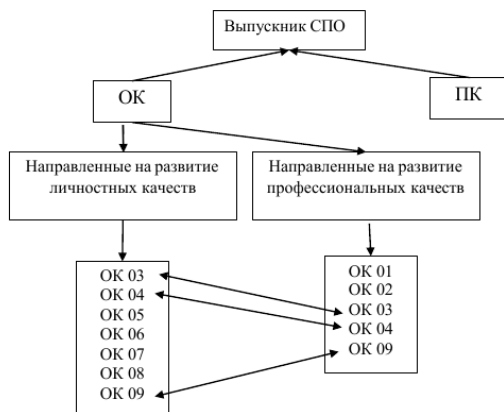 Выпускник СПО
ОК
ПК
Направленные на развитие
личностных качеств
Направленные на развитие
профессиональных качеств
ОК 03
ОК 04
ОК 05
ОК 06
ОК 07
ОК 08
ОК 09
ОК 01
ОК 02
ОК 03
ОК 04
ОК 09